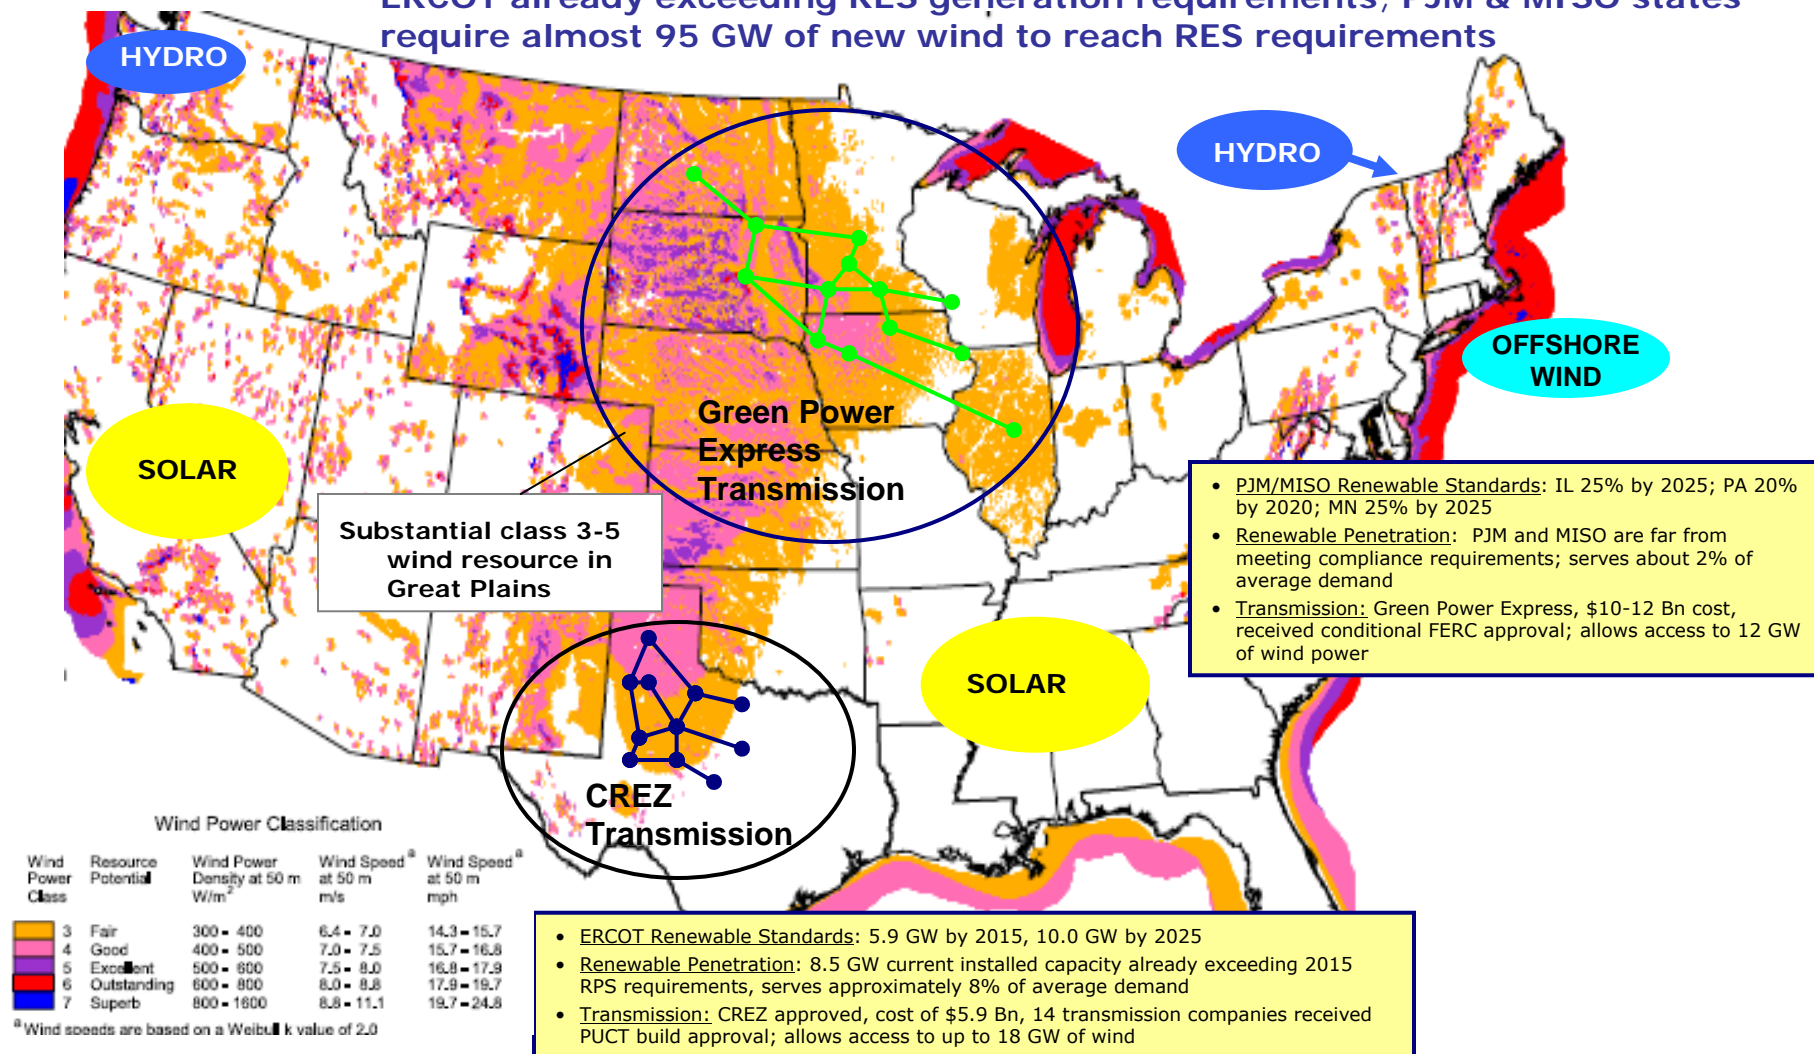 ERCOT already exceeding RES generation requirements; PJM & MISO states
require almost 95 GW of new wind to reach RES requirements
HYDRO
HYDRO
OFFSHORE
WIND
SOLAR
Green Power
Express
Transmission
Substantial class 3-5
wind resource in
Great Plains
• PJM/MISO Renewable Standards: IL 25% by 2025; PA 20%
by 2020; MN 25% by 2025
• Renewable Penetration: PJM and MISO are far from
meeting compliance requirements; serves about 2% of
average demand
• Transmission: Green Power Express, $10-12 Bn cost,
received conditional FERC approval; allows access to 12 GW
of wind power
SOLAR
CREZ
Transmission
Wind Power Classification
Wind Power Class Resource Potential Wind Power Density at 50 m W/m² Wind Speed a at 50 m m/s Wind Speed a at 50 m mph
3 Fair 300 - 400 6.4 - 7.0 14.3 - 15.7
4 Good 400 - 500 7.0 - 7.5 15.7 - 16.8
5 Excellent 500 - 600 7.5 - 8.0 16.8 - 17.9
6 Outstanding 600 - 800 8.0 - 8.8 17.9 - 19.7
7 Superb 800 - 1600 8.8 - 11.1 19.7 - 24.8
a Wind speeds are based on a Weibull k value of 2.0
• ERCOT Renewable Standards: 5.9 GW by 2015, 10.0 GW by 2025
• Renewable Penetration: 8.5 GW current installed capacity already exceeding 2015
RPS requirements, serves approximately 8% of average demand
• Transmission: CREZ approved, cost of $5.9 Bn, 14 transmission companies received
PUCT build approval; allows access to up to 18 GW of wind